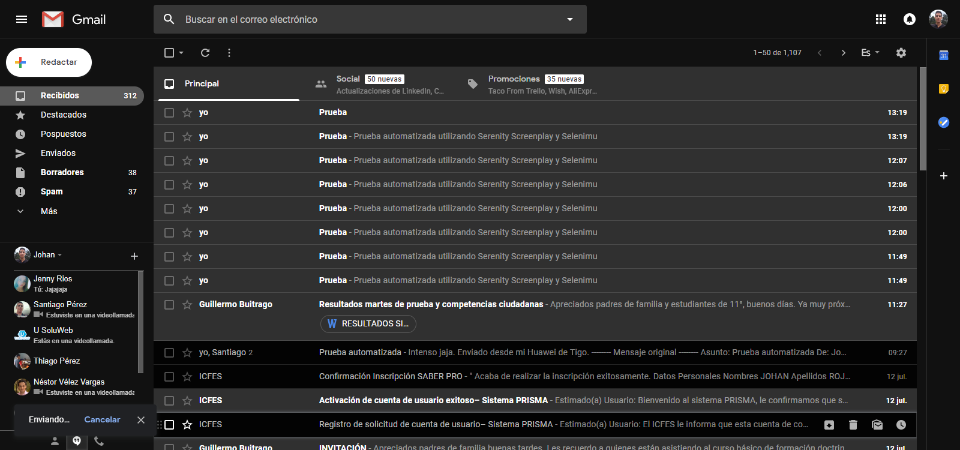 Gmail
Buscar en el correo electrónico
Redactar
1–50 de 1,107
Es
Recibidos 312
Destacados
Pospuestos
Enviados
Borradores 38
Spam 37
Más
Principal
Social 50 nuevas
Actualizaciones de LinkedIn, C...
Promociones 35 nuevas
Taco From Trello, Wish, AliExpr...
yo Prueba 13:19
yo Prueba - Prueba automatizada utilizando Serenity Screenplay y Selenimu 13:19
yo Prueba - Prueba automatizada utilizando Serenity Screenplay y Selenimu 12:07
yo Prueba - Prueba automatizada utilizando Serenity Screenplay y Selenimu 12:06
yo Prueba - Prueba automatizada utilizando Serenity Screenplay y Selenimu 12:00
yo Prueba - Prueba automatizada utilizando Serenity Screenplay y Selenimu 12:00
yo Prueba - Prueba automatizada utilizando Serenity Screenplay y Selenimu 11:49
yo Prueba - Prueba automatizada utilizando Serenity Screenplay y Selenimu 11:49
Guillermo Buitrago Resultados martes de prueba y competencias ciudadanas - Apreciados padres de familia y estudiantes de 11°, buenos días. Ya muy próx... 11:27
W RESULTADOS SI...
yo, Santiago 2 Prueba automatizada - Intenso jaja. Enviado desde mi Huawei de Tigo. —— Mensaje original —— Asunto: Prueba automatizada De: Jo... 09:27
ICFES Confirmación Inscripción SABER PRO - " Acaba de realizar la inscripción exitosamente. Datos Personales Nombres JOHAN Apellidos ROJ... 12 jul.
ICFES Activación de cuenta de usuario exitoso– Sistema PRISMA - Estimado(a) Usuario: Bienvenido al sistema PRISMA, le confirmamos que s... 12 jul.
ICFES Registro de solicitud de cuenta de usuario– Sistema PRISMA - Estimado(a) Usuario: El ICFES le informa que esta cuenta de co...
Guillermo Buitrago INVITACIÓN - Apreciados padres de familia buenas tardes. Les recuerdo a quienes están asistiendo al curso básico de formación doctrin... 12 jul.
Johan
Jenny Ríos
Tú: Jajajaja
Santiago Pérez
Estuviste en una videollamada
U SoluWeb
Estás en una videollamada.
Thiago Pérez
Néstor Vélez Vargas
Estuviste en una videollamada
Enviando... Cancelar